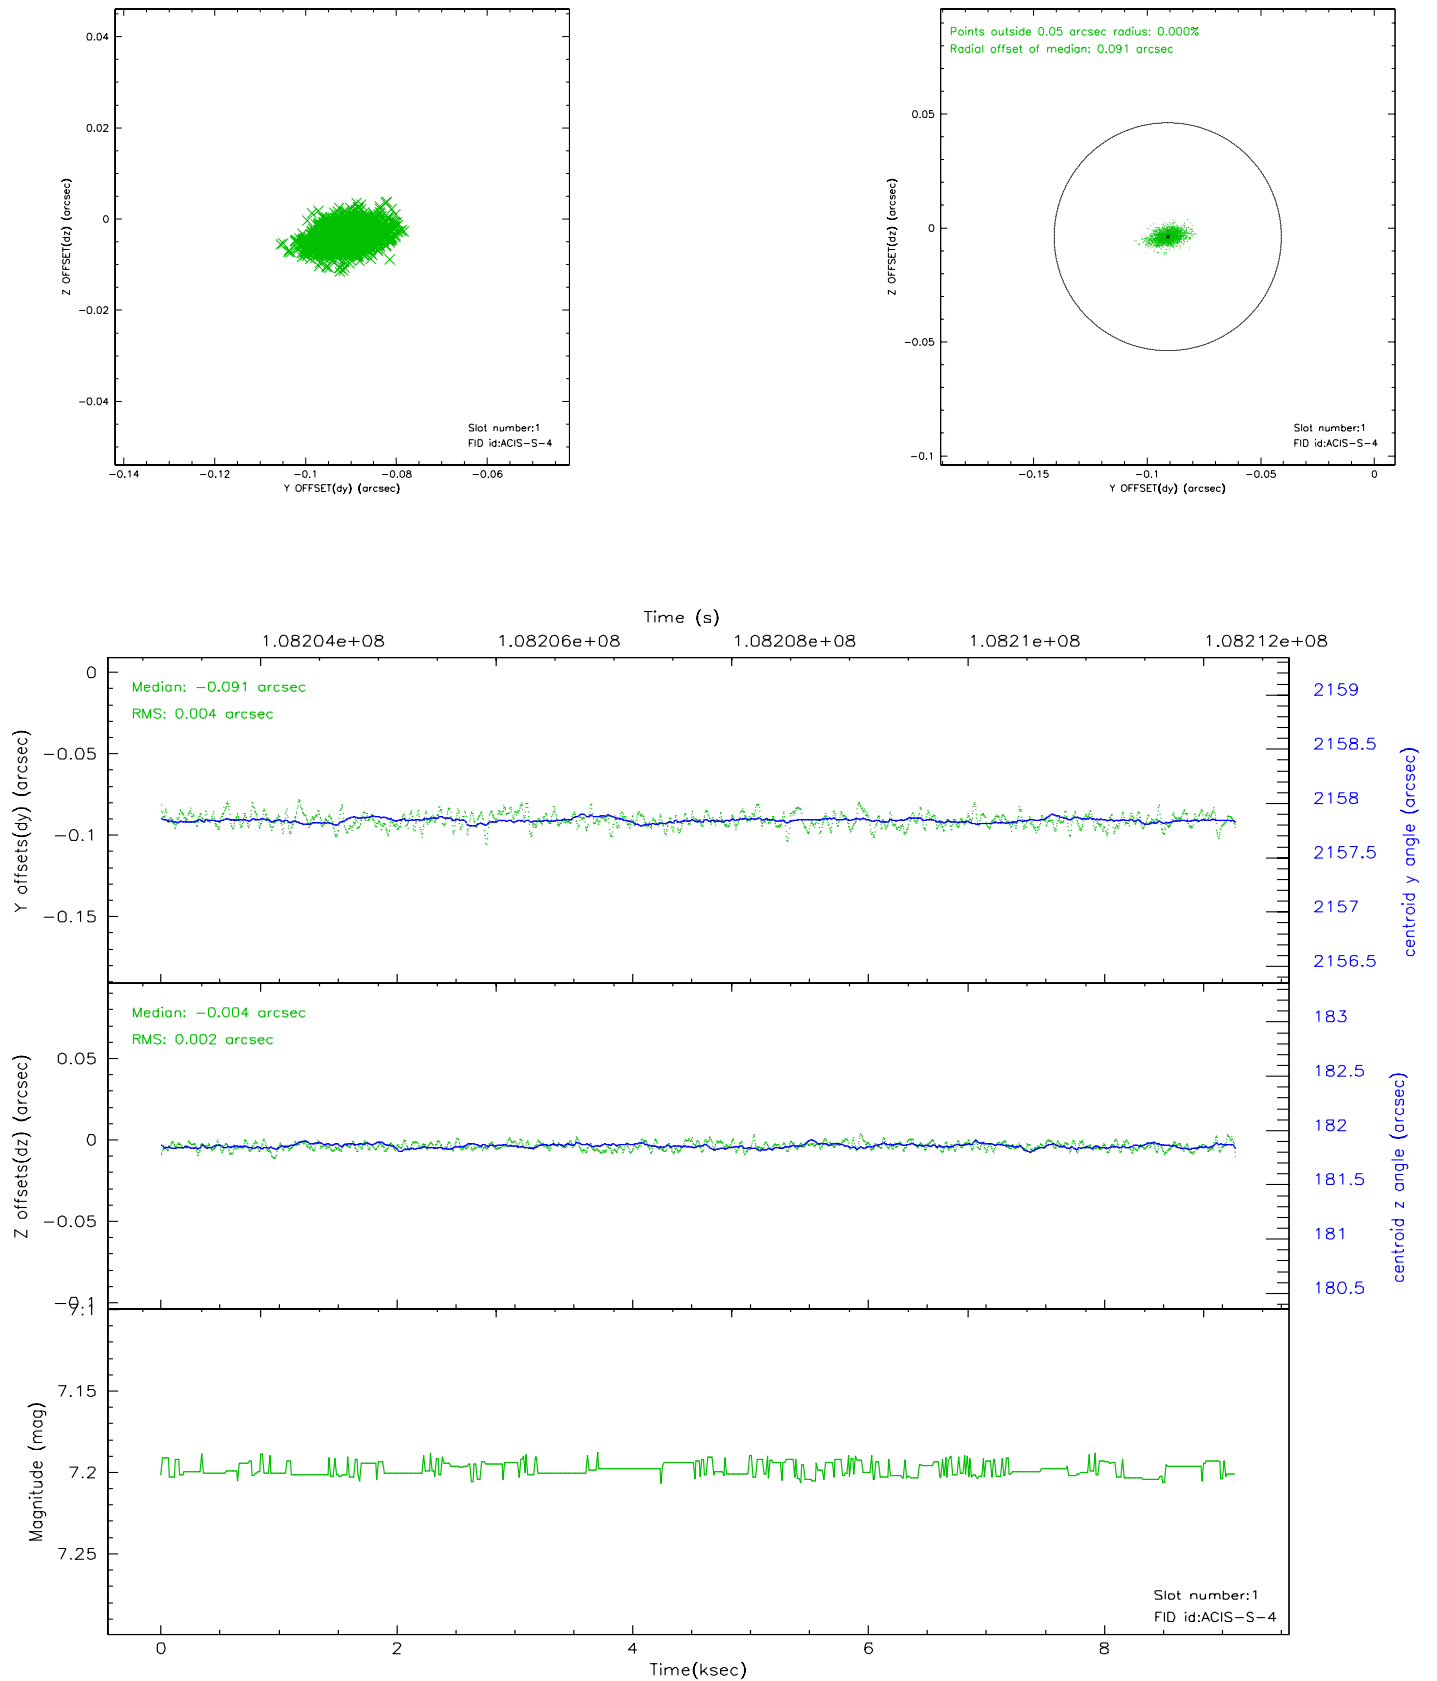 0.04
0.02
0
−0.02
−0.04
Z OFFSET(dz) (arcsec)
Slot number:1
FID id:ACIS−S−4
−0.14
−0.12
−0.1
−0.08
−0.06
Y OFFSET(dy) (arcsec)
Points outside 0.05 arcsec radius: 0.000%
Radial offset of median: 0.091 arcsec
0.05
0
−0.05
−0.1
Z OFFSET(dz) (arcsec)
Slot number:1
FID id:ACIS−S−4
−0.15
−0.1
−0.05
0
Y OFFSET(dy) (arcsec)
Time (s)
1.08204e+08
1.08206e+08
1.08208e+08
1.0821e+08
1.08212e+08
Median: −0.091 arcsec
RMS: 0.004 arcsec
0
−0.05
−0.1
−0.15
Y offsets(dy) (arcsec)
2159
2158.5
2158
2157.5
2157
2156.5
centroid y angle (arcsec)
Median: −0.004 arcsec
RMS: 0.002 arcsec
0.05
0
−0.05
−0.1
Z offsets(dz) (arcsec)
183
182.5
182
181.5
181
180.5
centroid z angle (arcsec)
7.1
7.15
7.2
7.25
Magnitude (mag)
Slot number:1
FID id:ACIS−S−4
0
2
4
6
8
Time(ksec)